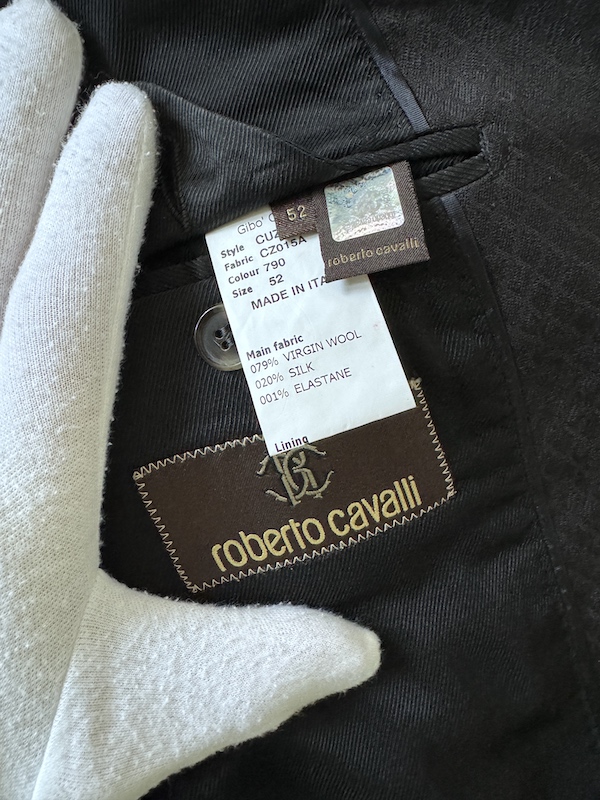 Gibo'
52
Style CUZ
Fabric CZ015A
Colour 790
Size 52
MADE IN ITA
roberto cavalli
Main fabric
079% VIRGIN WOOL
020% SILK
001% ELASTANE
Lining
roberto cavalli